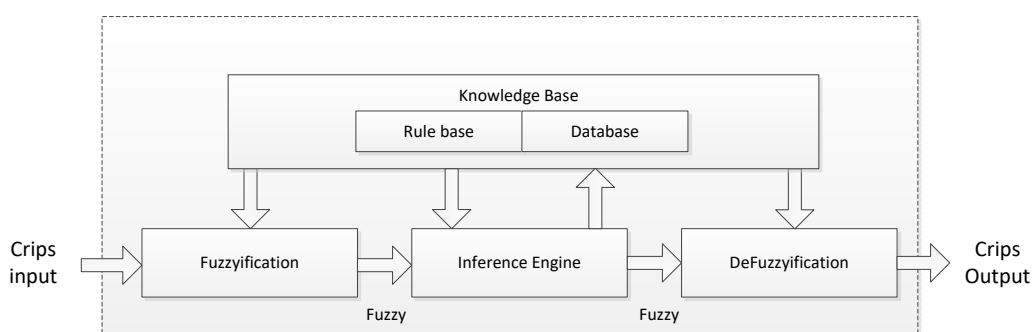 Knowledge Base
Rule base
Database
Crips
input
Fuzzyification
Inference Engine
DeFuzzyification
Crips
Output
Fuzzy
Fuzzy